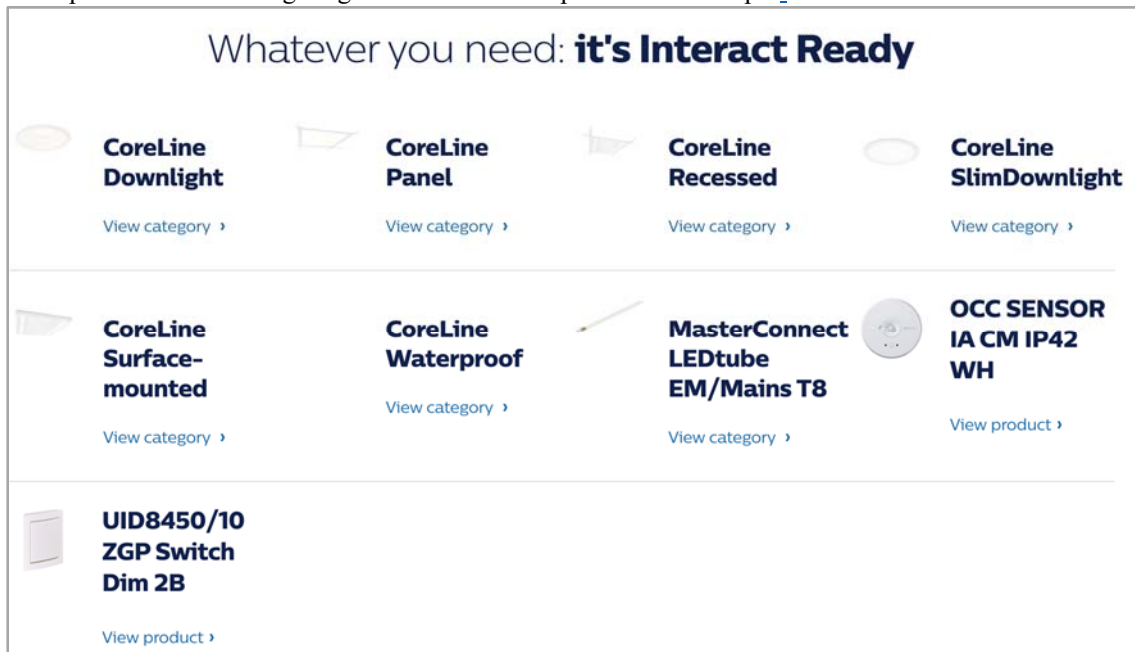 Whatever you need: it's Interact Ready
CoreLine
Downlight
View category ›
CoreLine
Panel
View category ›
CoreLine
Recessed
View category ›
CoreLine
SlimDownlight
View category ›
CoreLine
Surface-
mounted
View category ›
CoreLine
Waterproof
View category ›
MasterConnect
LEDtube
EM/Mains T8
View category ›
OCC SENSOR
IA CM IP42
WH
View product ›
UID8450/10
ZGP Switch
Dim 2B
View product ›